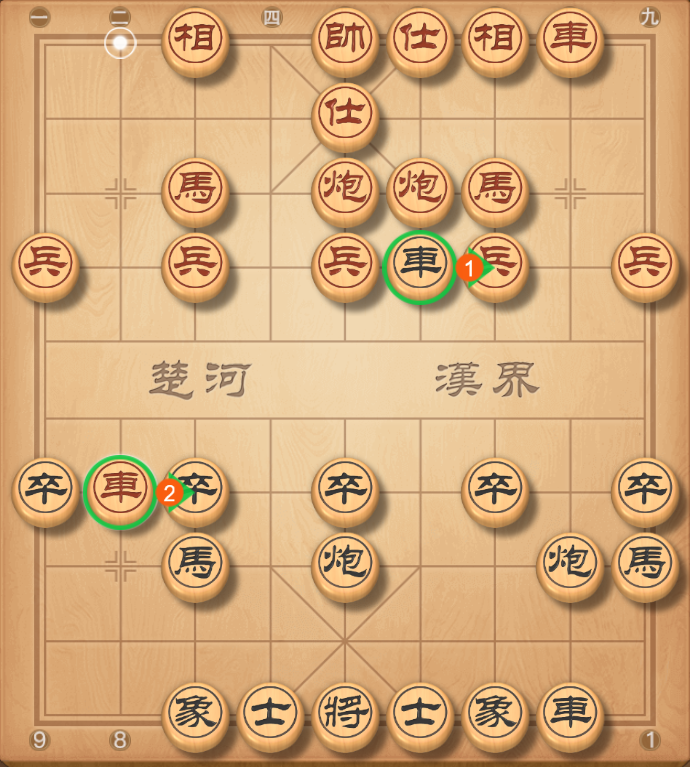 一 二 四 九
相 帥 仕 相 車
仕
馬 炮 炮 馬
兵 兵 兵 車 1 兵 兵
楚河 漢界
卒 車 2 卒 卒 卒 卒
馬 炮 炮 馬
象 士 將 士 象 車
9 8 1